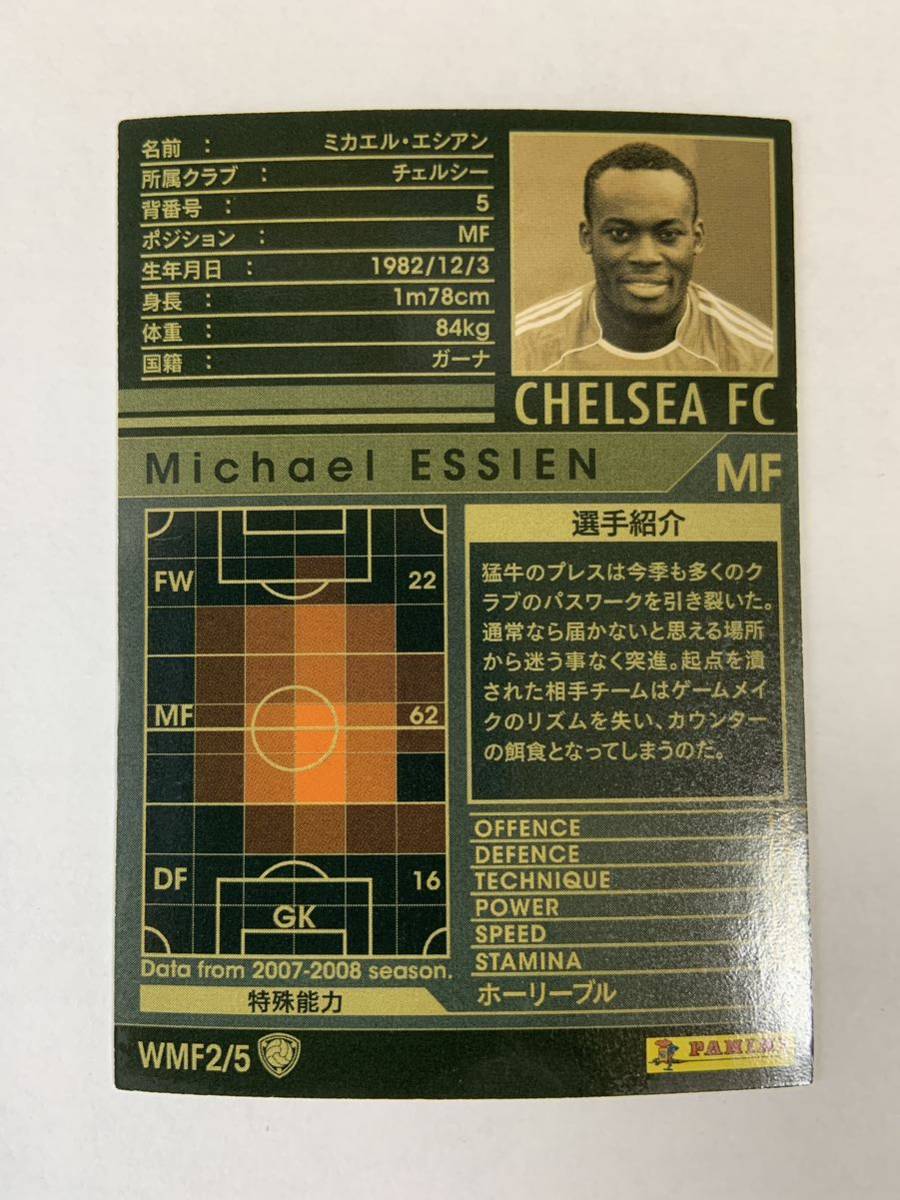 名前 : ミカエル・エシアン
所属クラブ : チェルシー
背番号 : 5
ポジション : MF
生年月日 : 1982/12/3
身長 : 1m78cm
体重 : 84kg
国籍 : ガーナ
CHELSEA FC
Michael ESSIEN
MF
FW 22
MF 62
DF 16
GK
Data from 2007-2008 season.
選手紹介
猛牛のプレスは今季も多くのク
ラブのパスワークを引き裂いた。
通常なら届かないと思える場所
から迷う事なく突進。起点を潰
された相手チームはゲームメイ
クのリズムを失い、カウンター
の餌食となってしまうのだ。
OFFENCE
DEFENCE
TECHNIQUE
POWER
SPEED
STAMINA
特殊能力
ホーリーブル
WMF2/5
PANINI